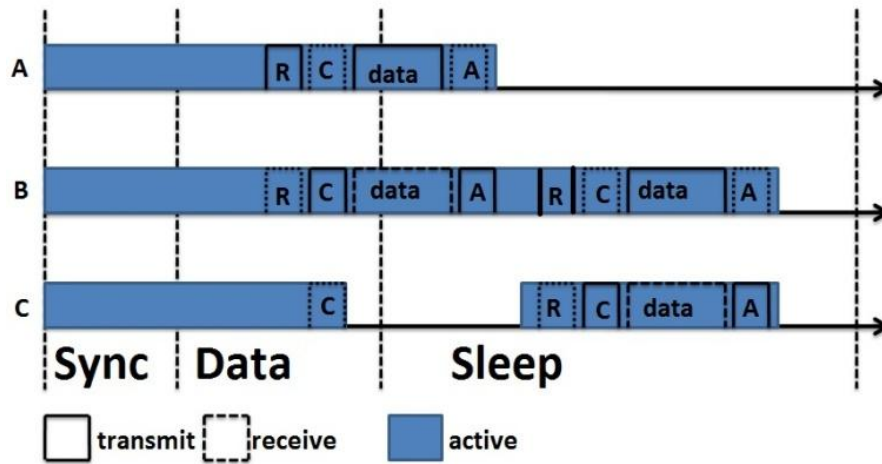 A R C data A
B R C data A R C data A
C C R C data A
Sync Data Sleep
transmit receive active